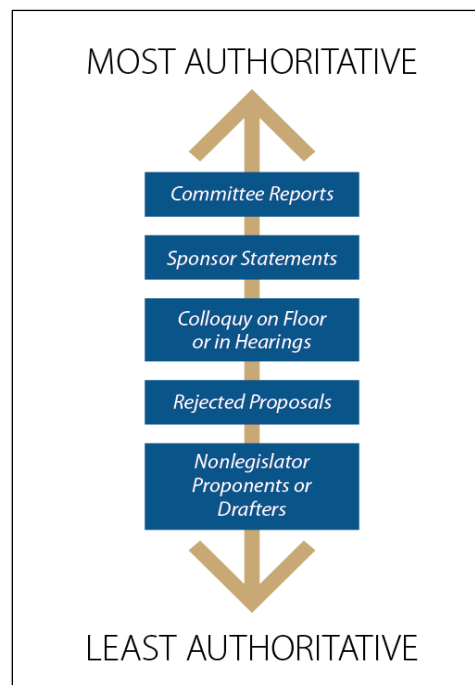 MOST AUTHORITATIVE
Committee Reports
Sponsor Statements
Colloquy on Floor
or in Hearings
Rejected Proposals
Nonlegislator
Proponents or
Drafters
LEAST AUTHORITATIVE